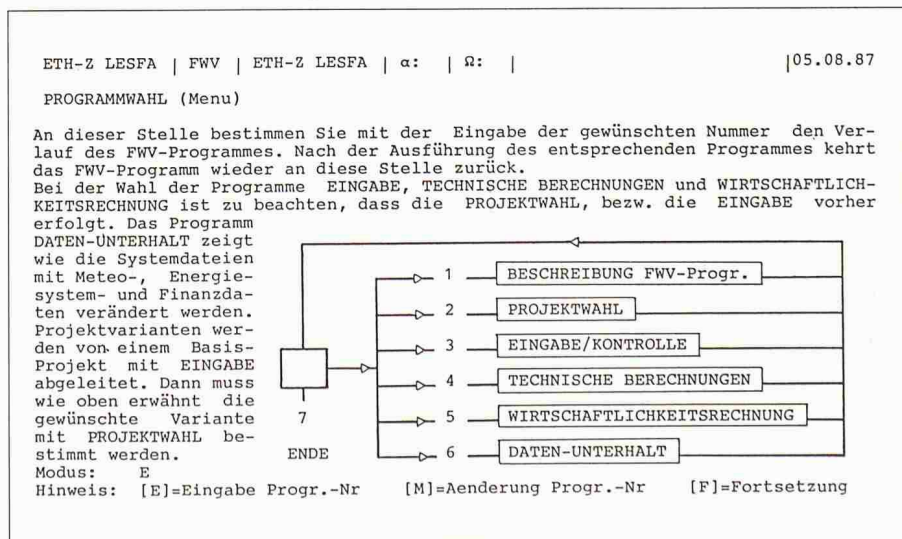 ETH-Z LESFA | FWV | ETH-Z LESFA | α: | Ω: | |05.08.87
PROGRAMMWAHL (Menu)
An dieser Stelle bestimmen Sie mit der Eingabe der gewünschten Nummer den Ver-
lauf des FWV-Programmes. Nach der Ausführung des entsprechenden Programmes kehrt
das FWV-Programm wieder an diese Stelle zurück.
Bei der Wahl der Programme EINGABE, TECHNISCHE BERECHNUNGEN und WIRTSCHAFTLICH-
KEITSRECHNUNG ist zu beachten, dass die PROJEKTWAHL, bezw. die EINGABE vorher
erfolgt. Das Programm
DATEN-UNTERHALT zeigt
wie die Systemdateien
mit Meteo-, Energie-
system- und Finanzda-
ten verändert werden.
Projektvarianten wer-
den von einem Basis-
Projekt mit EINGABE
abgeleitet. Dann muss
wie oben erwähnt die
gewünschte Variante
mit PROJEKTWAHL be-
stimmt werden.
1 BESCHREIBUNG FWV-Progr.
2 PROJEKTWAHL
3 EINGABE/KONTROLLE
4 TECHNISCHE BERECHNUNGEN
5 WIRTSCHAFTLICHKEITSRECHNUNG
6 DATEN-UNTERHALT
7
ENDE
Modus: E
Hinweis: [E]=Eingabe Progr.-Nr [M]=Aenderung Progr.-Nr [F]=Fortsetzung